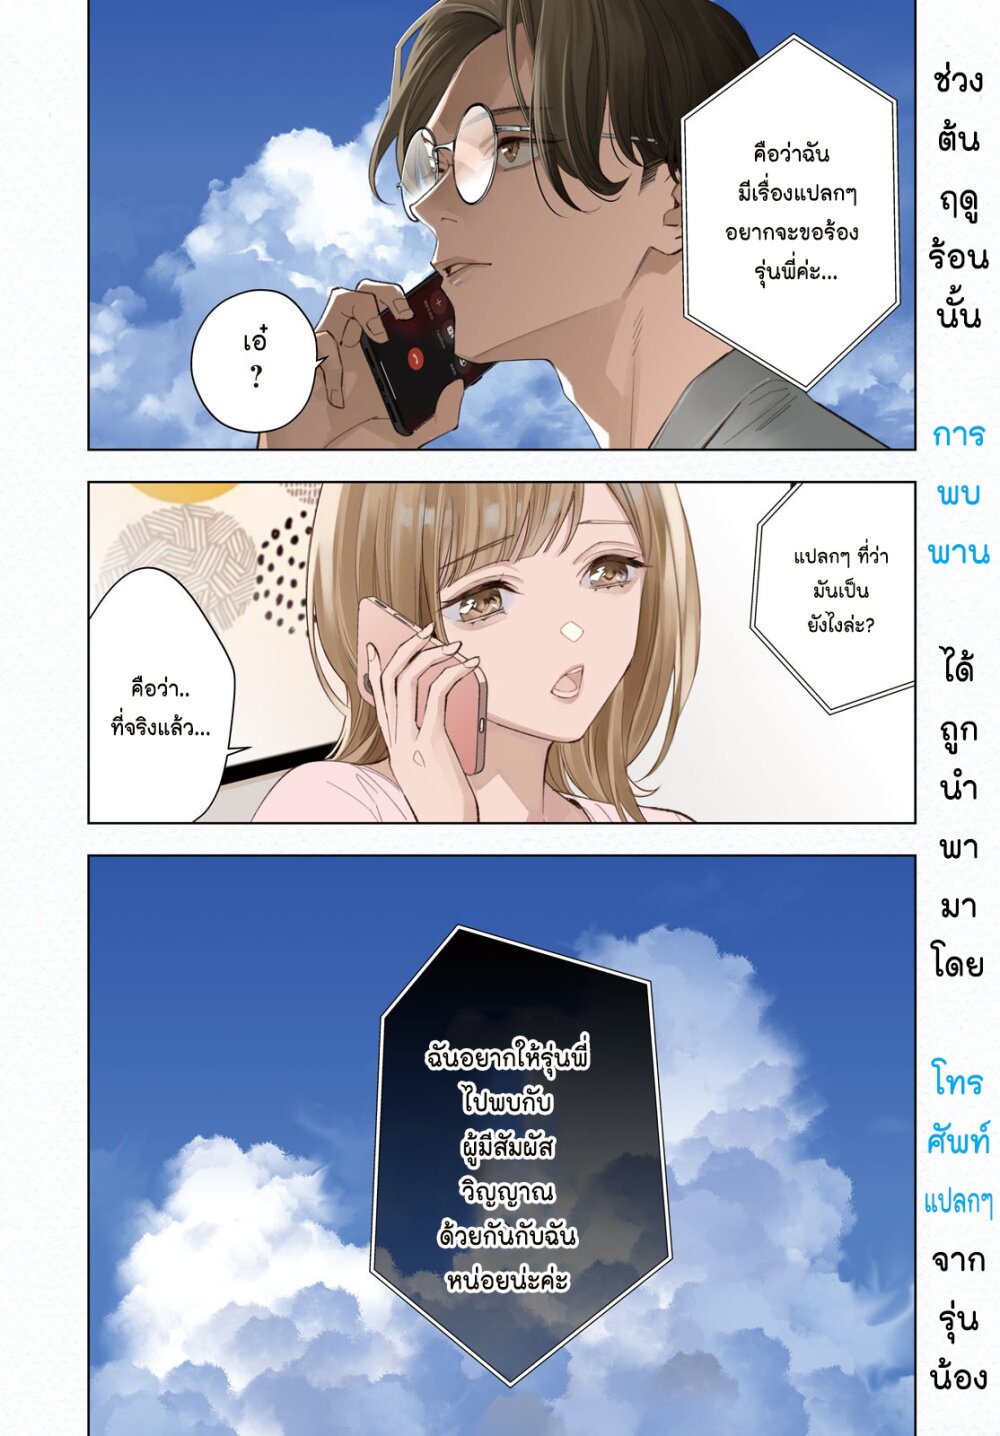 คือว่าฉัน
มีเรื่องแปลกๆ
อยากจะขอร้อง
รุ่นพี่ค่ะ...
เอ๋
?
แปลกๆ ที่ว่า
มันเป็น
ยังไงล่ะ?
คือว่า..
ที่จริงแล้ว...
ฉันอยากให้รุ่นพี่
ไปพบกับ
ผู้มีสัมผัส
วิญญาณ
ด้วยกันกับฉัน
หน่อยน่ะค่ะ
ช่วง
ต้น
ฤดู
ร้อน
นั้น
การ
พบ
พาน
ได้
ถูก
นำ
พา
มา
โดย
โทร
ศัพท์
แปลกๆ
จาก
รุ่น
น้อง